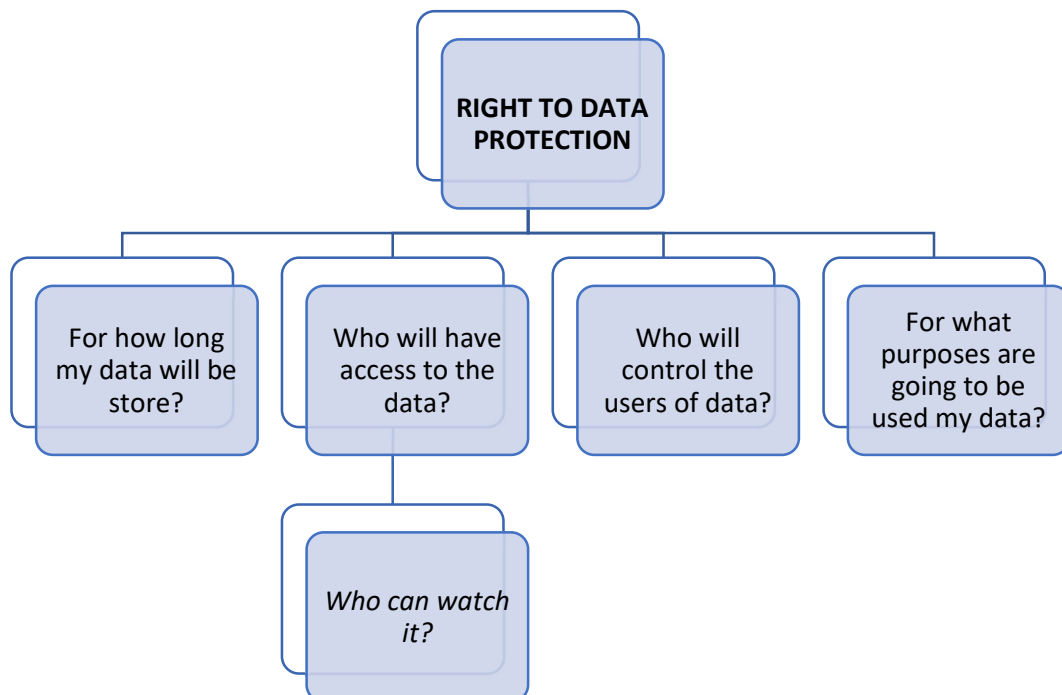 RIGHT TO DATA
PROTECTION
For how long
my data will be
store?
Who will have
access to the
data?
Who will
control the
users of data?
For what
purposes are
going to be
used my data?
Who can watch
it?